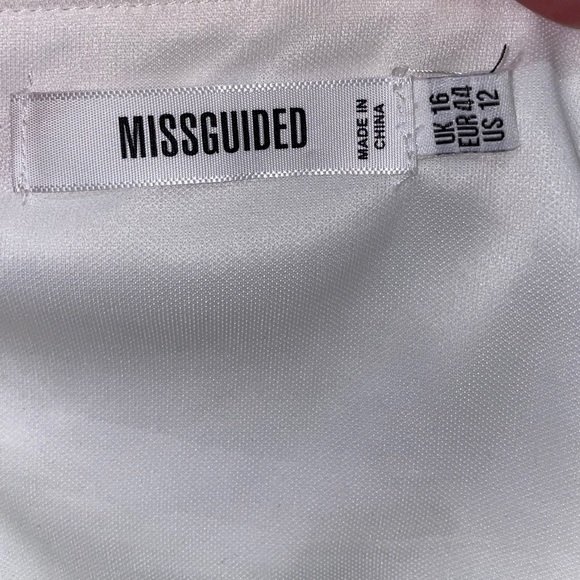 MISSGUIDED
MADE IN
CHINA
UK 16
EUR 44
US 12